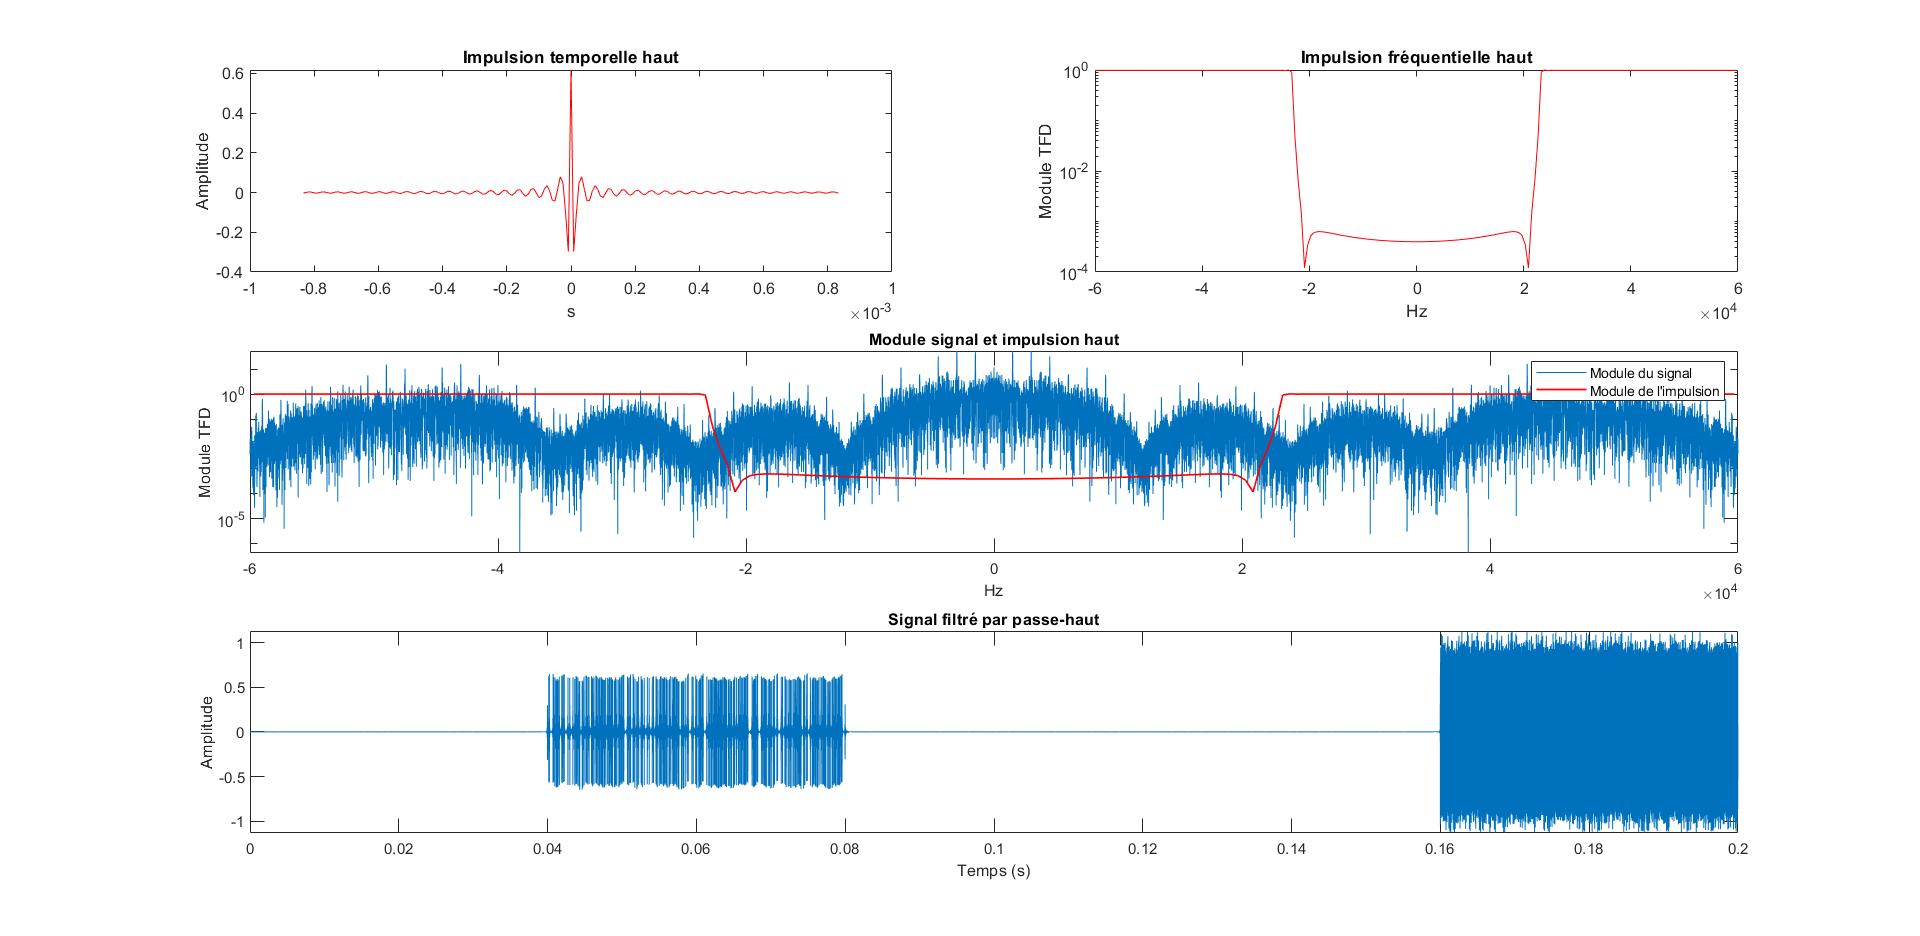 Impulsion temporelle haut
0.6
0.4
0.2
0
-0.2
-0.4
Amplitude
-1 -0.8 -0.6 -0.4 -0.2 0 0.2 0.4 0.6 0.8 1
s
×10^-3
Impulsion fréquentielle haut
10^0
10^-2
10^-4
Module TFD
-6 -4 -2 0 2 4 6
Hz
×10^4
Module signal et impulsion haut
10^0
10^-5
Module TFD
Module du signal
Module de l'impulsion
-6 -4 -2 0 2 4 6
Hz
×10^4
Signal filtré par passe-haut
1
0.5
0
-0.5
-1
Amplitude
0 0.02 0.04 0.06 0.08 0.1 0.12 0.14 0.16 0.18 0.2
Temps (s)